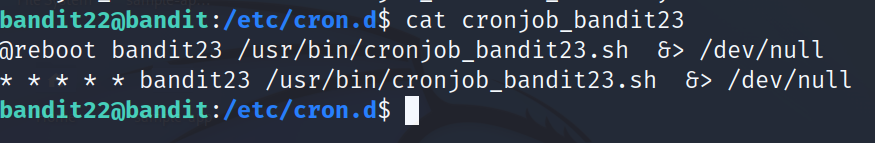 bandit22@bandit:/etc/cron.d$ cat cronjob_bandit23
@reboot bandit23 /usr/bin/cronjob_bandit23.sh  &> /dev/null
* * * * * bandit23 /usr/bin/cronjob_bandit23.sh  &> /dev/null
bandit22@bandit:/etc/cron.d$